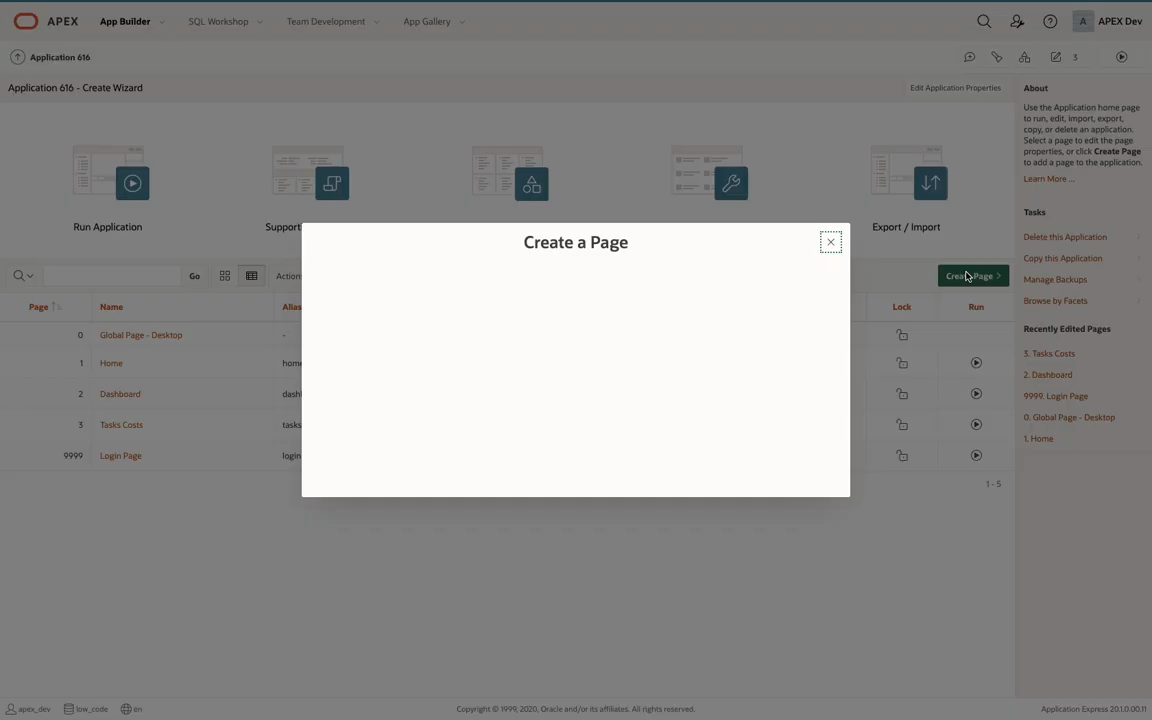 APEX App Builder SQL Workshop Team Development App Gallery A APEX Dev
Application 616 3
Application 616 - Create Wizard Edit Application Properties
About
Use the Application home page
to run, edit, import, export,
copy, or delete an application.
Select a page to edit the page
properties, or click Create Page
to add a page to the application.
Learn More ...
Run Application Support Export / Import
Tasks
Delete this Application
Copy this Application
Manage Backups
Browse by Facets
Create a Page
Go Create Page
Page Name Alias Lock Run
0 Global Page - Desktop -
1 Home home
2 Dashboard dash
3 Tasks Costs tasks
9999 Login Page login
1 - 5
Recently Edited Pages
3. Tasks Costs
2. Dashboard
9999. Login Page
0. Global Page - Desktop
1. Home
apex_dev low_code en Copyright © 1999, 2020, Oracle and/or its affiliates. All rights reserved. Application Express 20.1.0.00.11